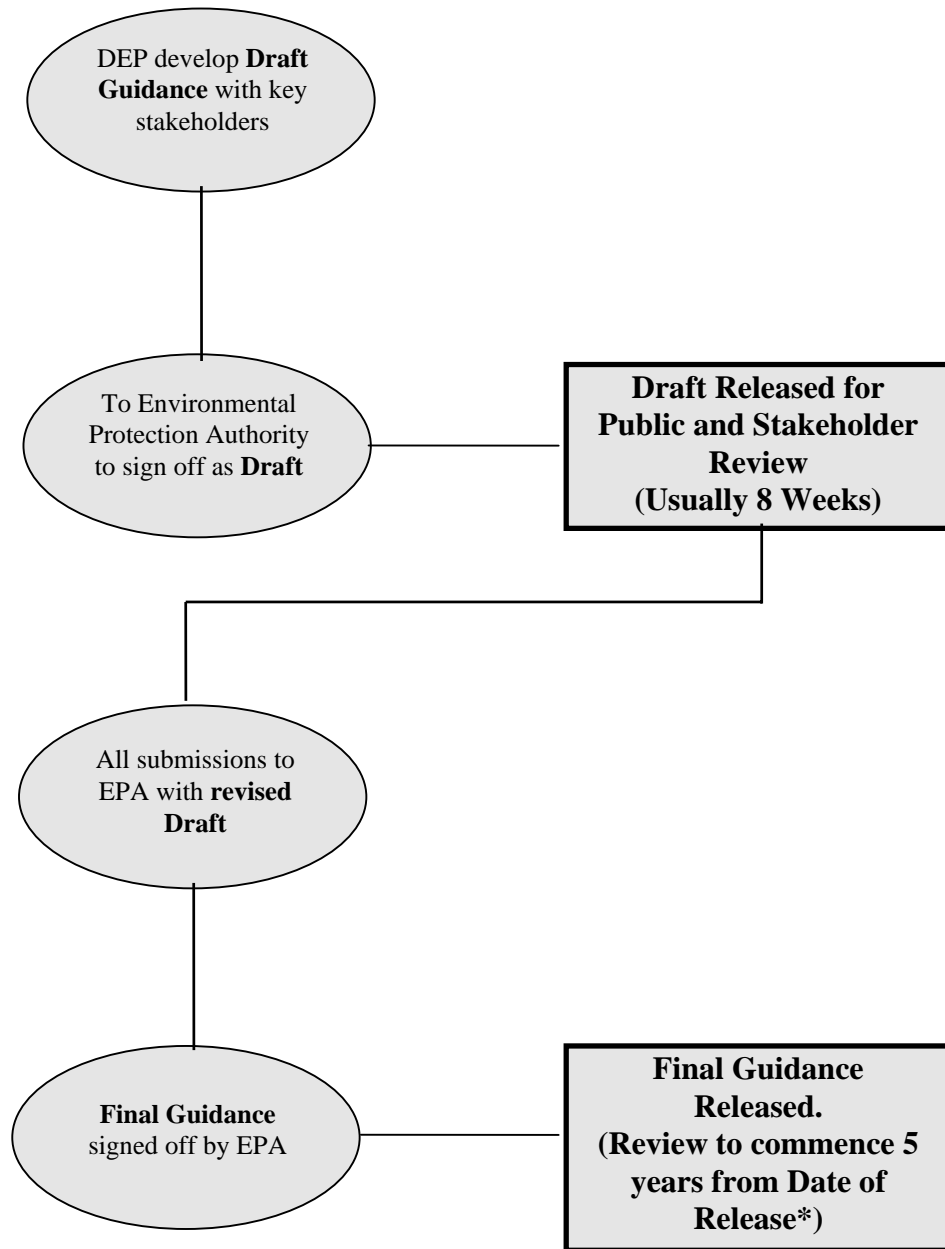 DEP develop Draft
Guidance with key
stakeholders
To Environmental
Protection Authority
to sign off as Draft
Draft Released for
Public and Stakeholder
Review
(Usually 8 Weeks)
All submissions to
EPA with revised
Draft
Final Guidance
signed off by EPA
Final Guidance
Released.
(Review to commence 5
years from Date of
Release*)